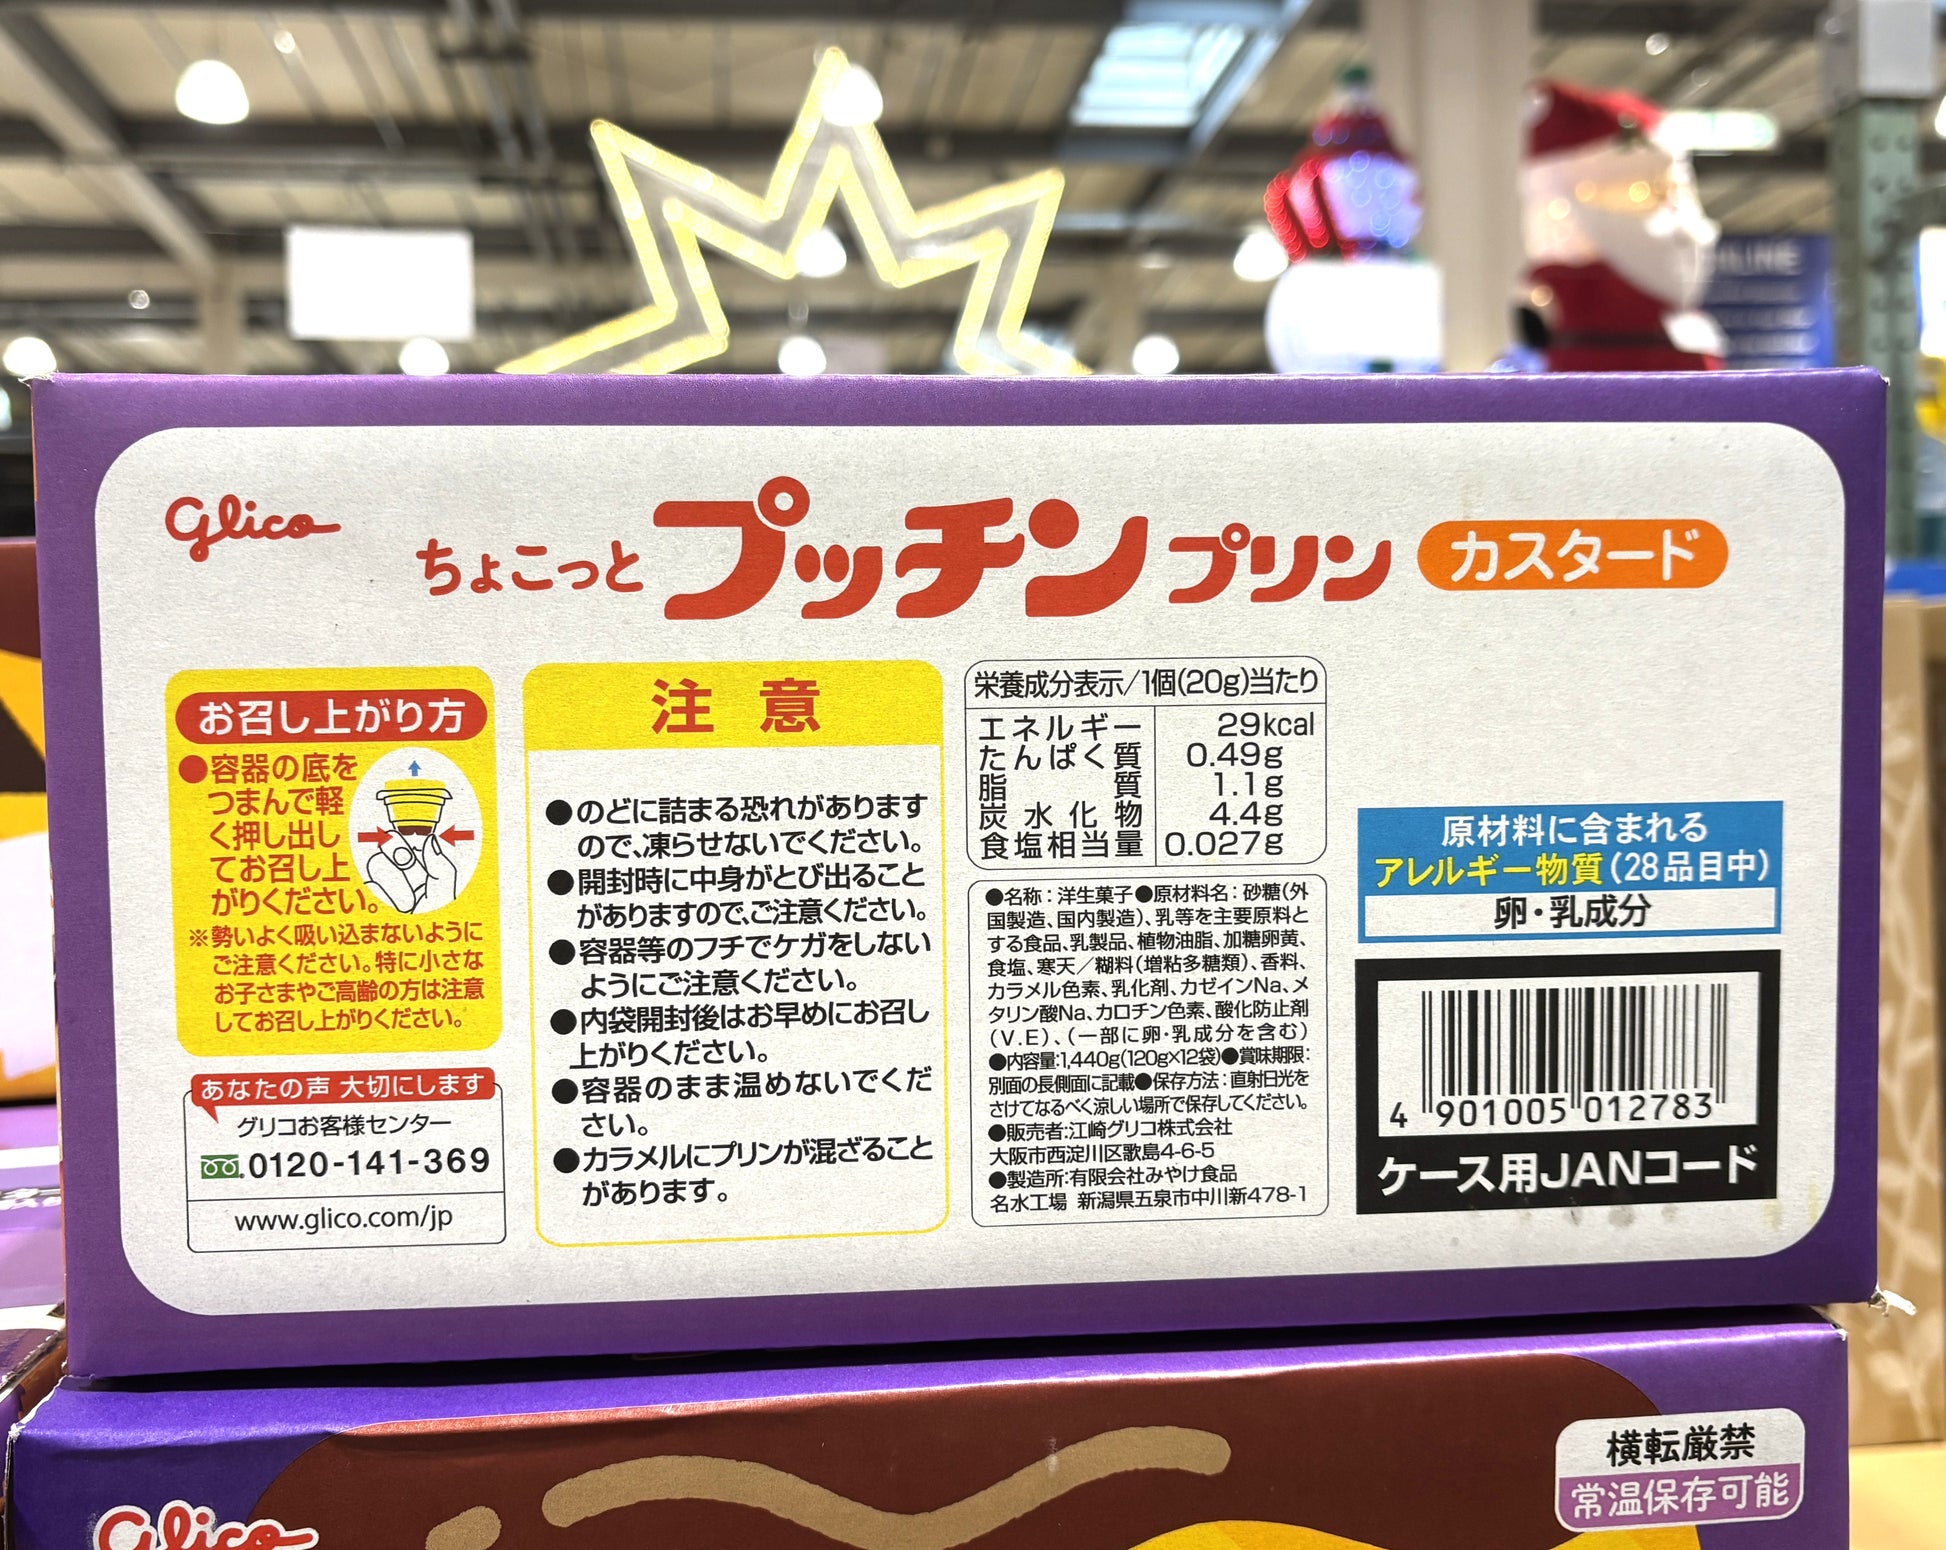 Glico
ちょこっと プッチンプリン カスタード
お召し上がり方
●容器の底を
つまんで軽
く押し出し
てお召し上
がりください。
※勢いよく吸い込まないように
ご注意ください。特に小さな
お子さまやご高齢の方は注意
してお召し上がりください。
あなたの声 大切にします
グリコお客様センター
0120-141-369
www.glico.com/jp
注意
●のどに詰まる恐れがあります
ので、凍らせないでください。
●開封時に中身がとび出ること
がありますので、ご注意ください。
●容器等のフチでケガをしない
ようにご注意ください。
●内袋開封後はお早めにお召し
上がりください。
●容器のまま温めないでくだ
さい。
●カラメルにプリンが混ざること
があります。
栄養成分表示/1個(20g)当たり
エネルギー 29kcal
たんぱく質 0.49g
脂質 1.1g
炭水化物 4.4g
食塩相当量 0.027g
●名称：洋生菓子●原材料名：砂糖(外
国製造、国内製造)、乳等を主要原料と
する食品、乳製品、植物油脂、加糖卵黄、
食塩、寒天／糊料(増粘多糖類)、香料、
カラメル色素、乳化剤、カゼインNa、メ
タリン酸Na、カロチン色素、酸化防止剤
(V.E)、(一部に卵・乳成分を含む)
●内容量:1,440g(120g×12袋)●賞味期限：
別面の長側面に記載●保存方法：直射日光を
さけてなるべく涼しい場所で保存してください。
●販売者:江崎グリコ株式会社
大阪市西淀川区歌島4-6-5
●製造所:有限会社みやけ食品
名水工場 新潟県五泉市中川新478-1
原材料に含まれる
アレルギー物質(28品目中)
卵・乳成分
4 901005 012783
ケース用JANコード
横転厳禁
常温保存可能
Glico